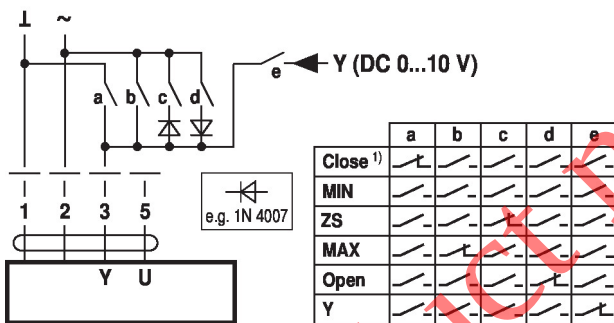 ⊥ ~
a b c d e Y (DC 0...10 V)
1 2 3 5
e.g. 1N 4007
Y U
a b c d e
Close 1)
MIN
ZS
MAX
Open
Y